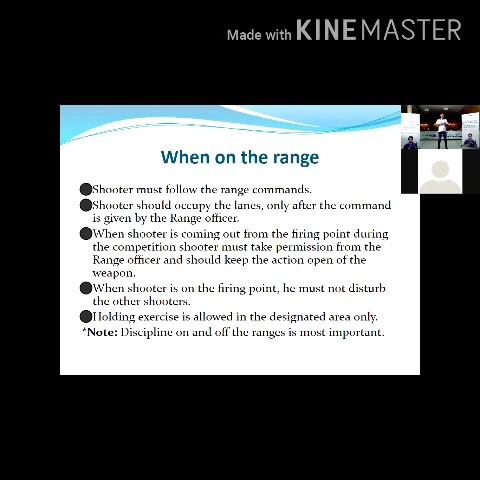 Made with KINEMASTER
When on the range
Shooter must follow the range commands.
Shooter should occupy the lanes, only after the command
is given by the Range officer.
When shooter is coming out from the firing point during
the competition shooter must take permission from the
Range officer and should keep the action open of the
weapon.
When shooter is on the firing point, he must not disturb
the other shooters.
Holding exercise is allowed in the designated area only.
*Note: Discipline on and off the ranges is most important.